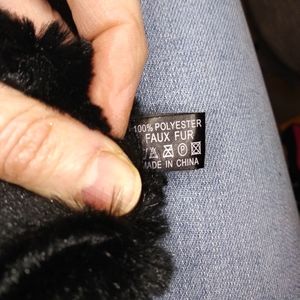 100% POLYESTER
FAUX FUR
P
MADE IN CHINA